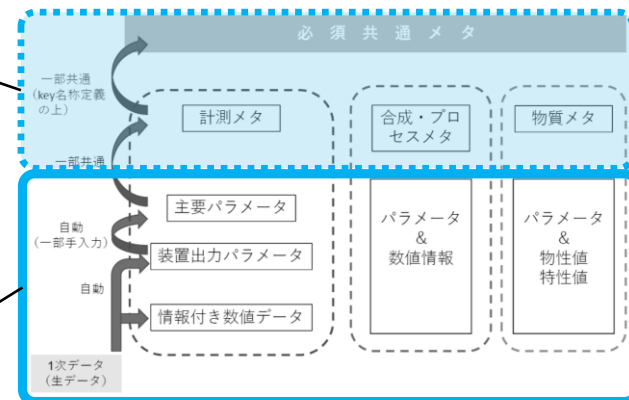 必須共通メタ
一部共通
（key名称定義
の上）
計測メタ
合成・プロ
セスメタ
物質メタ
一部共通
主要パラメータ
自動
（一部手入力）
装置出力パラメータ
自動
情報付き数値データ
パラメータ
&
数値情報
パラメータ
&
物性値
特性値
1次データ
（生データ）